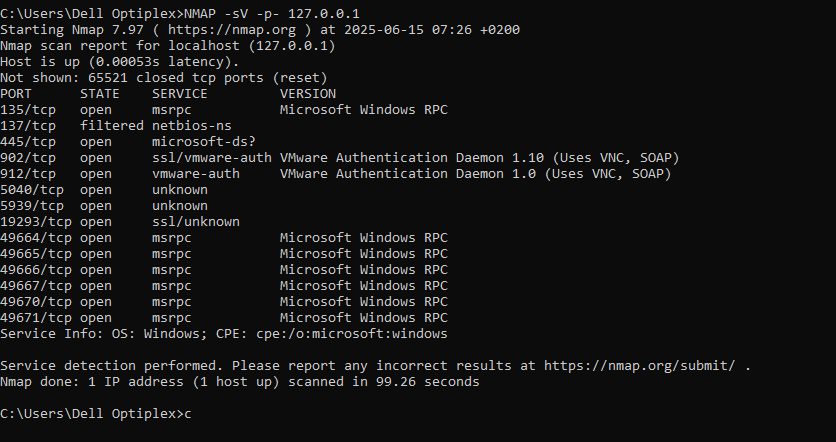 C:\Users\Dell Optiplex>NMAP -sV -p- 127.0.0.1
Starting Nmap 7.97 ( https://nmap.org ) at 2025-06-15 07:26 +0200
Nmap scan report for localhost (127.0.0.1)
Host is up (0.00053s latency).
Not shown: 65521 closed tcp ports (reset)
PORT      STATE    SERVICE         VERSION
135/tcp   open     msrpc           Microsoft Windows RPC
137/tcp   filtered netbios-ns
445/tcp   open     microsoft-ds?
902/tcp   open     ssl/vmware-auth VMware Authentication Daemon 1.10 (Uses VNC, SOAP)
912/tcp   open     vmware-auth     VMware Authentication Daemon 1.0 (Uses VNC, SOAP)
5040/tcp  open     unknown
5939/tcp  open     unknown
19293/tcp open     ssl/unknown
49664/tcp open     msrpc           Microsoft Windows RPC
49665/tcp open     msrpc           Microsoft Windows RPC
49666/tcp open     msrpc           Microsoft Windows RPC
49667/tcp open     msrpc           Microsoft Windows RPC
49670/tcp open     msrpc           Microsoft Windows RPC
49671/tcp open     msrpc           Microsoft Windows RPC
Service Info: OS: Windows; CPE: cpe:/o:microsoft:windows
Service detection performed. Please report any incorrect results at https://nmap.org/submit/ .
Nmap done: 1 IP address (1 host up) scanned in 99.26 seconds
C:\Users\Dell Optiplex>c